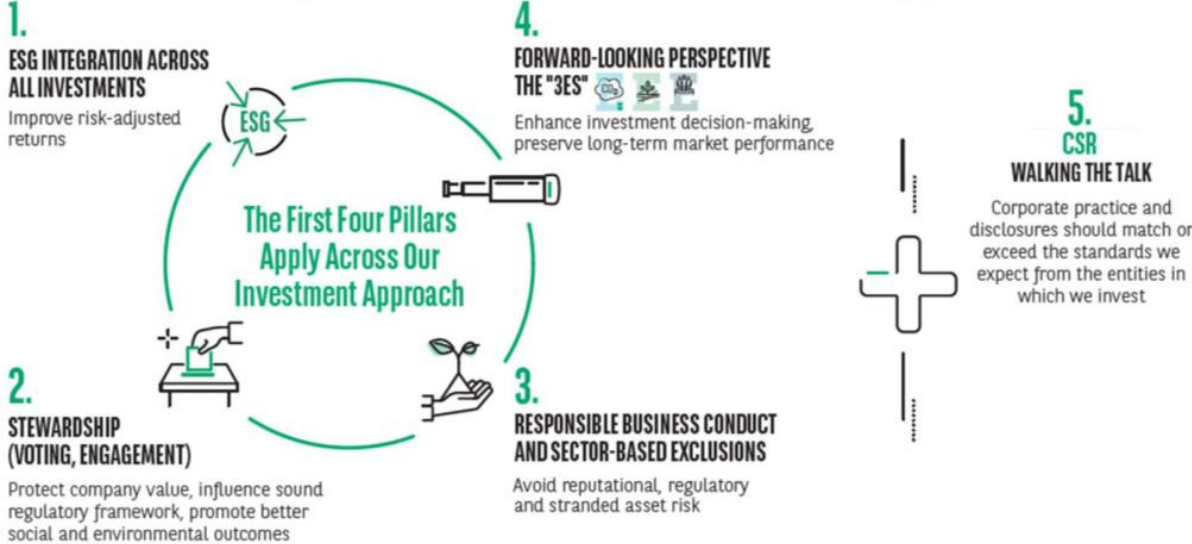 1.
ESG INTEGRATION ACROSS
ALL INVESTMENTS
Improve risk-adjusted
returns
ESG
4.
FORWARD-LOOKING PERSPECTIVE
THE "3ES" CO₂ E E E
Enhance investment decision-making,
preserve long-term market performance
The First Four Pillars
Apply Across Our
Investment Approach
2.
STEWARDSHIP
(VOTING, ENGAGEMENT)
Protect company value, influence sound
regulatory framework, promote better
social and environmental outcomes
3.
RESPONSIBLE BUSINESS CONDUCT
AND SECTOR-BASED EXCLUSIONS
Avoid reputational, regulatory
and stranded asset risk
5.
CSR
WALKING THE TALK
Corporate practice and
disclosures should match or
exceed the standards we
expect from the entities in
which we invest